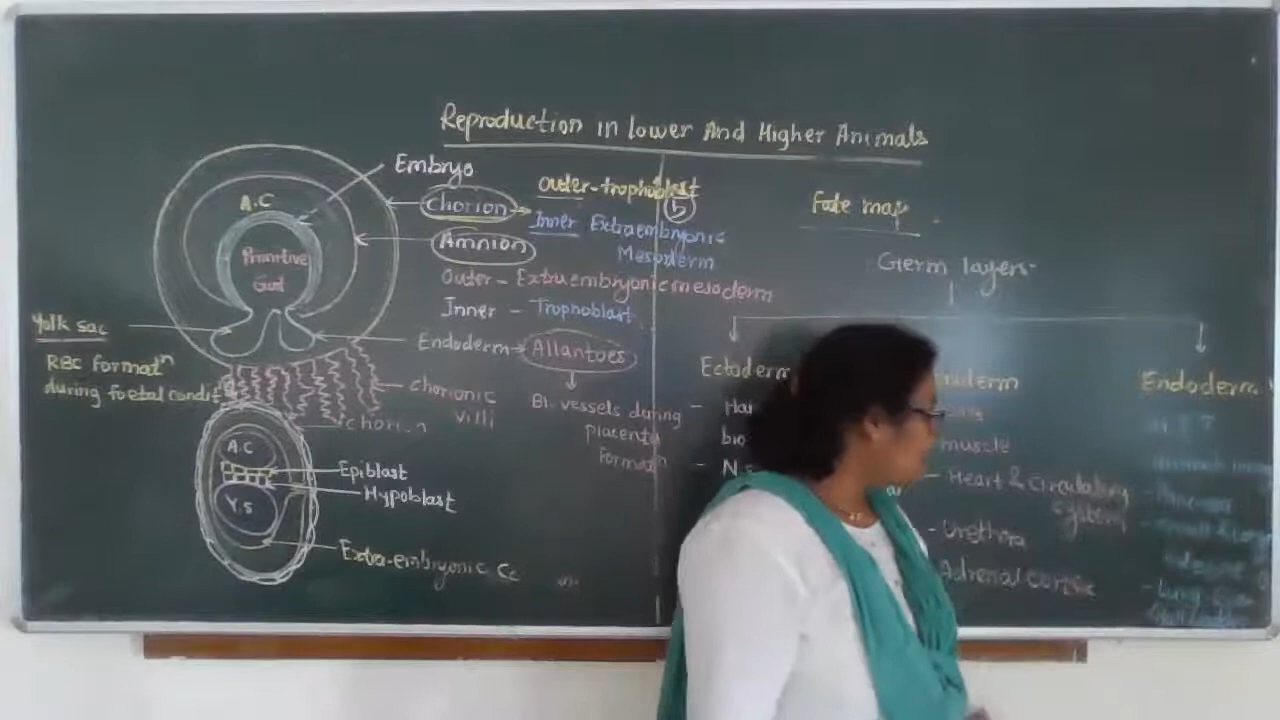 Reproduction in Lower And Higher Animals
Embryo
A.C
Chorion
Outer-trophoblast
b
Inner Extraembryonic
Mesoderm
Amnion
Outer - Extraembryonic mesoderm
Inner - Trophoblast
Primitive
Gut
Yolk sac
RBC formatⁿ
during foetal condit
Endoderm
Allantoes
Bl. vessels during
placenta
formatⁿ
chorionic
villi
chorion
A.C
Epiblast
Hypoblast
Y.S
Extra-embryonic
Fate map
Germ layers
Ectoderm
Hai
N.s
derm
muscle
- Heart & Circulatory
system
- Urethra
Adrenal cortex
Endoderm